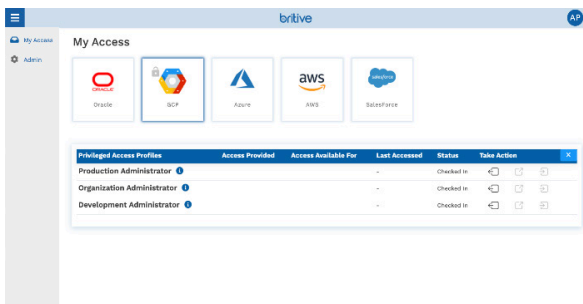 britive
AP
My Access
Admin
My Access
ORACLE
Oracle
GCP
Azure
aws
AWS
salesforce
SalesForce
Privileged Access Profiles Access Provided Access Available For Last Accessed Status Take Action X
Production Administrator i - Checked In
Organization Administrator i - Checked In
Development Administrator i - Checked In